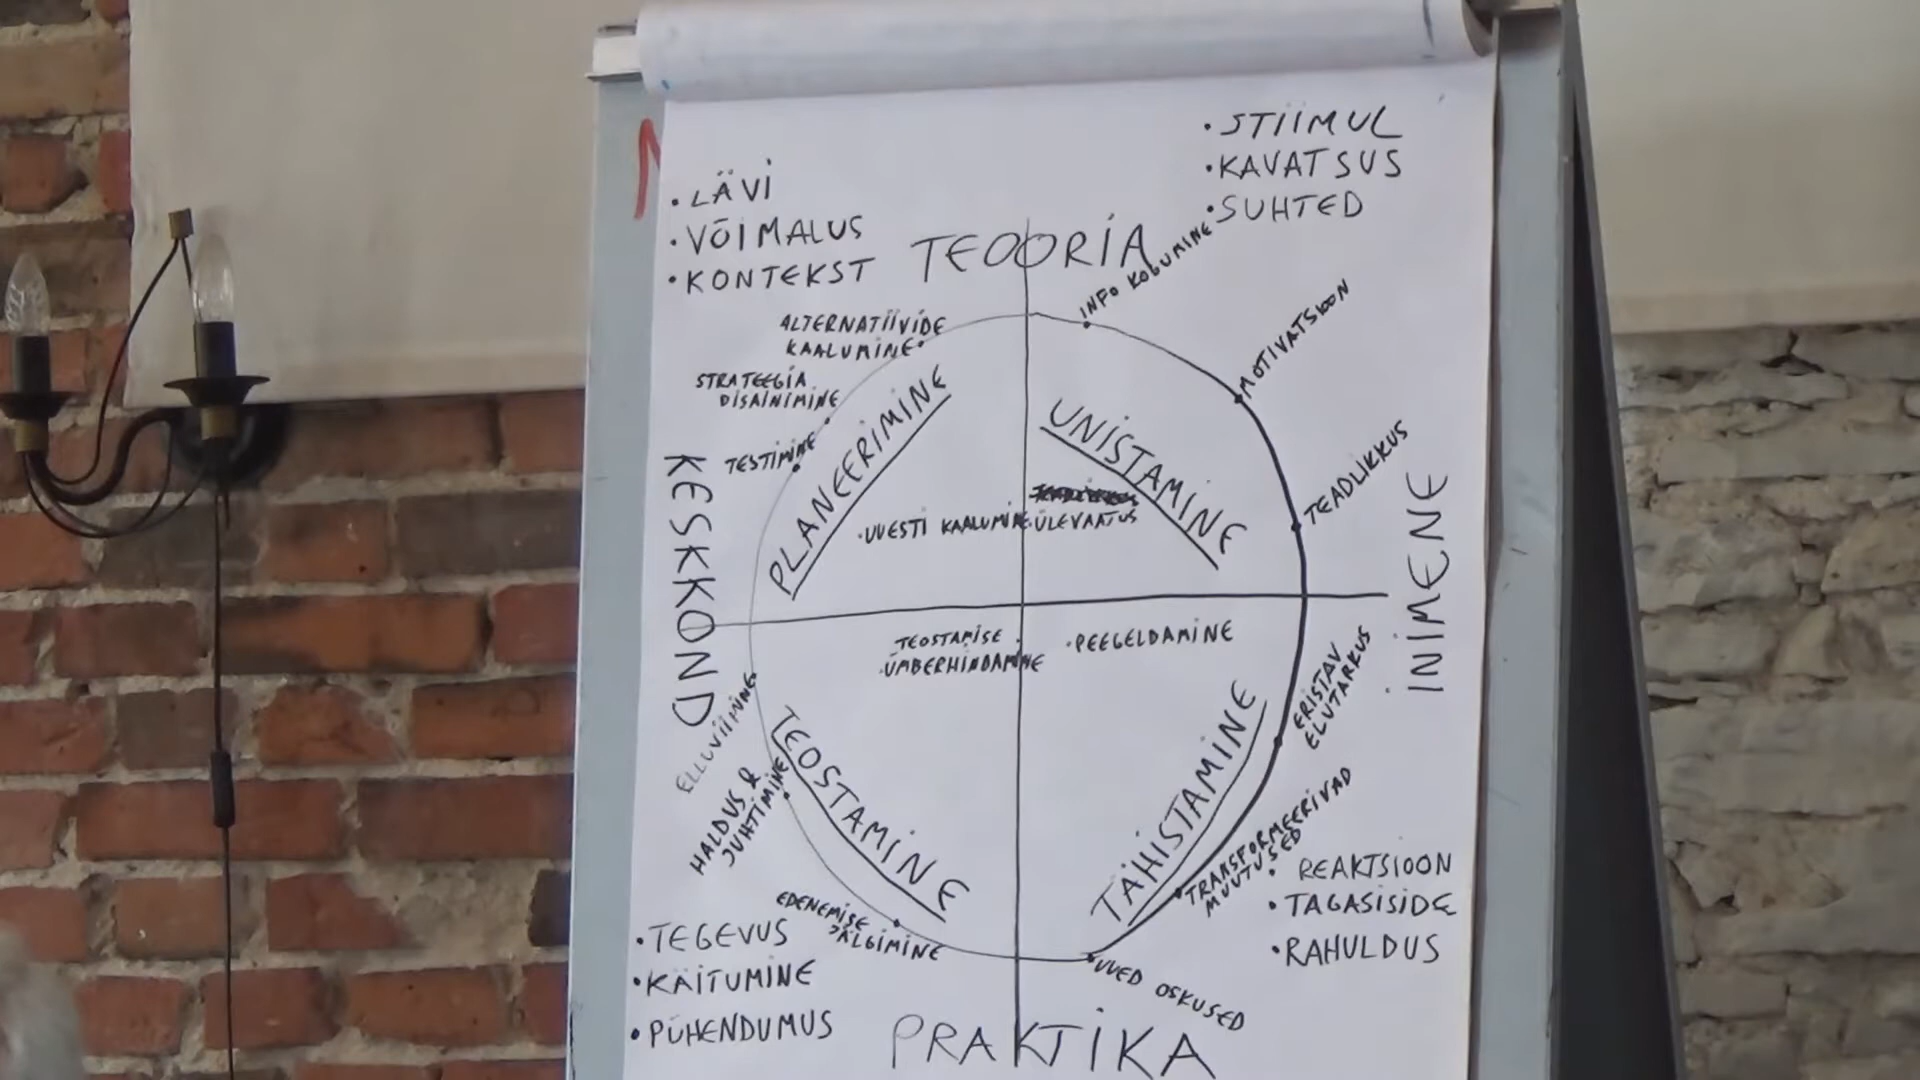 • STIIMUL
• KAVATSUS
• SUHTED
• LÄVI
• VÕIMALUS
• KONTEKST
TEOORIA
INFO KOGUMINE
MOTIVATSIOON
TEADLIKKUS
ALTERNATIIVIDE
KAALUMINE
STRATEEGIA
DISAINIMINE
TESTIMINE
PLANEERIMINE
UNISTAMINE
• UUESTI KAALUMINE
• ÜLEVAATUS
KESKKOND
INIMENE
TEOSTAMISE
ÜMBERHINDAMINE
• PEEGELDAMINE
ELLUVIIMINE
HALDUS &
JUHTIMINE
EDENEMISE
JÄLGIMINE
TEOSTAMINE
TÄHISTAMINE
ERISTAV
ELUTARKUS
TRANSFORMEERIVAD
MUUTUSED
UUED OSKUSED
• REAKTSIOON
• TAGASISIDE
• RAHULDUS
• TEGEVUS
• KÄITUMINE
• PÜHENDUMUS
PRAKTIKA